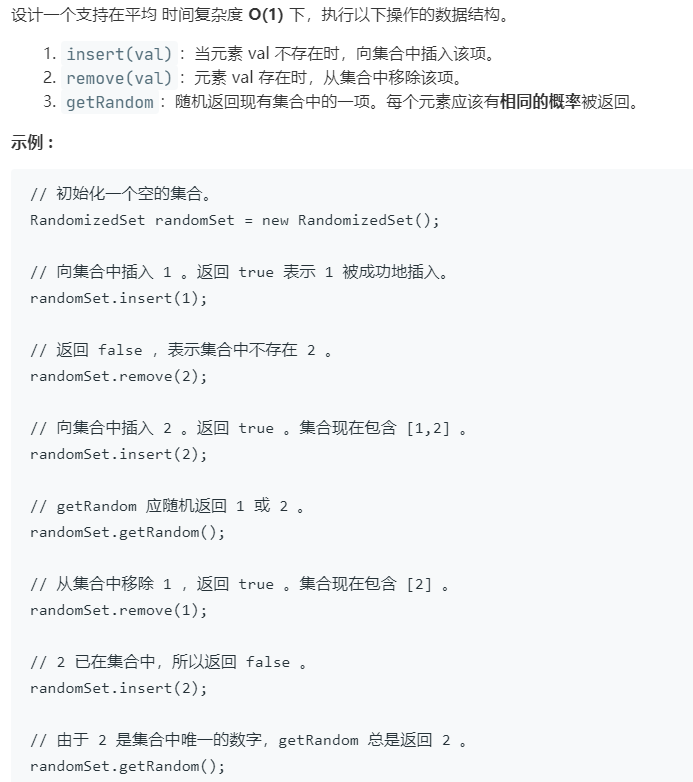 设计一个支持在平均 时间复杂度 O(1) 下，执行以下操作的数据结构。
1. insert(val)：当元素 val 不存在时，向集合中插入该项。
2. remove(val)：元素 val 存在时，从集合中移除该项。
3. getRandom：随机返回现有集合中的一项。每个元素应该有相同的概率被返回。
示例 :
// 初始化一个空的集合。
RandomizedSet randomSet = new RandomizedSet();
// 向集合中插入 1 。返回 true 表示 1 被成功地插入。
randomSet.insert(1);
// 返回 false ，表示集合中不存在 2 。
randomSet.remove(2);
// 向集合中插入 2 。返回 true 。集合现在包含 [1,2] 。
randomSet.insert(2);
// getRandom 应随机返回 1 或 2 。
randomSet.getRandom();
// 从集合中移除 1 ，返回 true 。集合现在包含 [2] 。
randomSet.remove(1);
// 2 已在集合中，所以返回 false 。
randomSet.insert(2);
// 由于 2 是集合中唯一的数字，getRandom 总是返回 2 。
randomSet.getRandom();